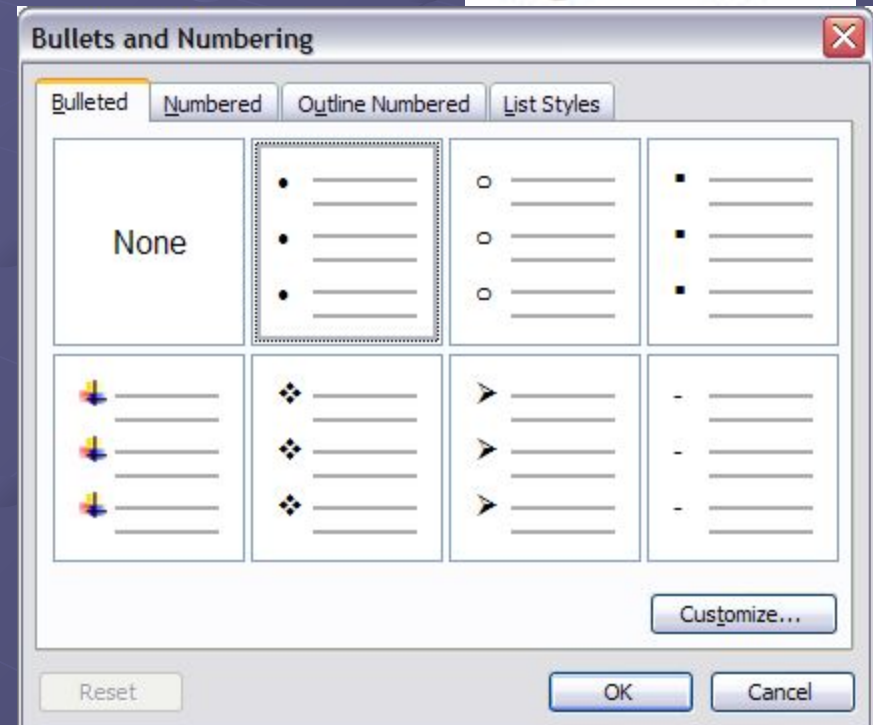 Bullets and Numbering
Bulleted Numbered Outline Numbered List Styles
None
Customize...
Reset OK Cancel